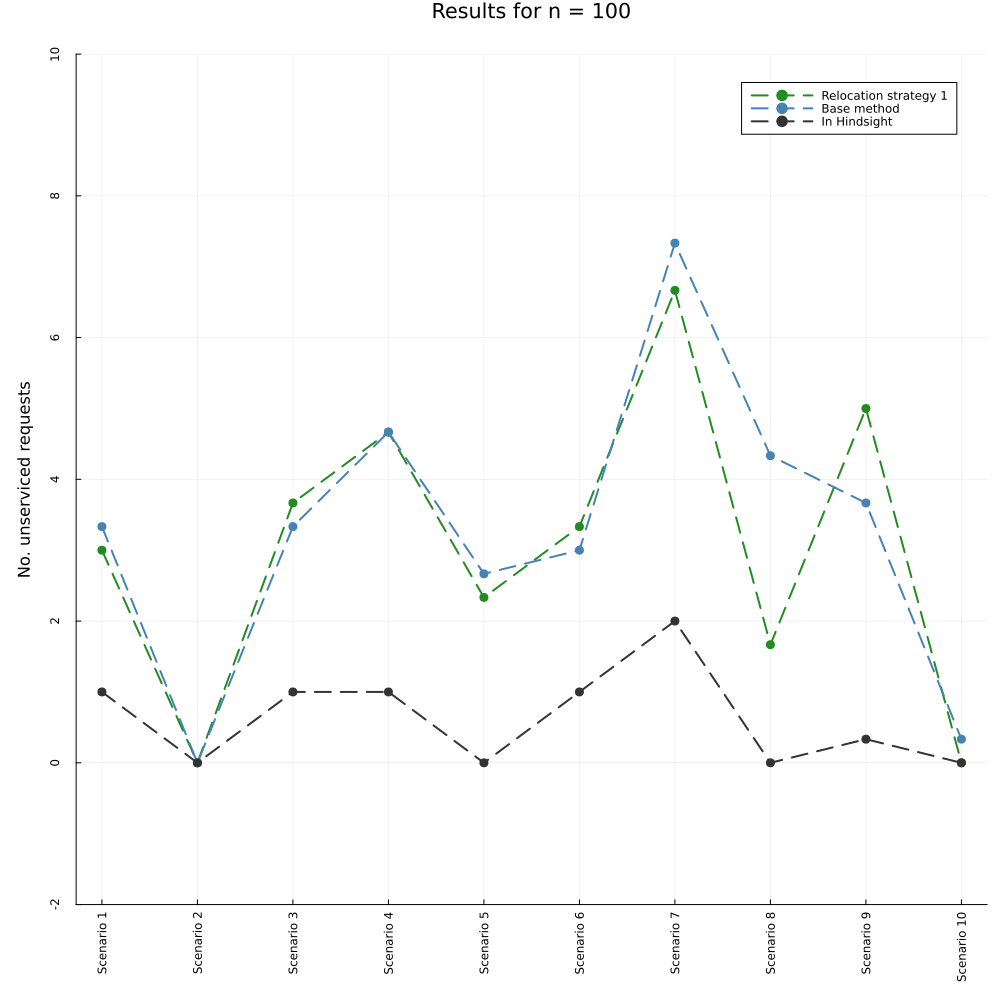 Results for n = 100
Relocation strategy 1
Base method
In Hindsight
No. unserviced requests
10
8
6
4
2
0
-2
Scenario 1
Scenario 2
Scenario 3
Scenario 4
Scenario 5
Scenario 6
Scenario 7
Scenario 8
Scenario 9
Scenario 10